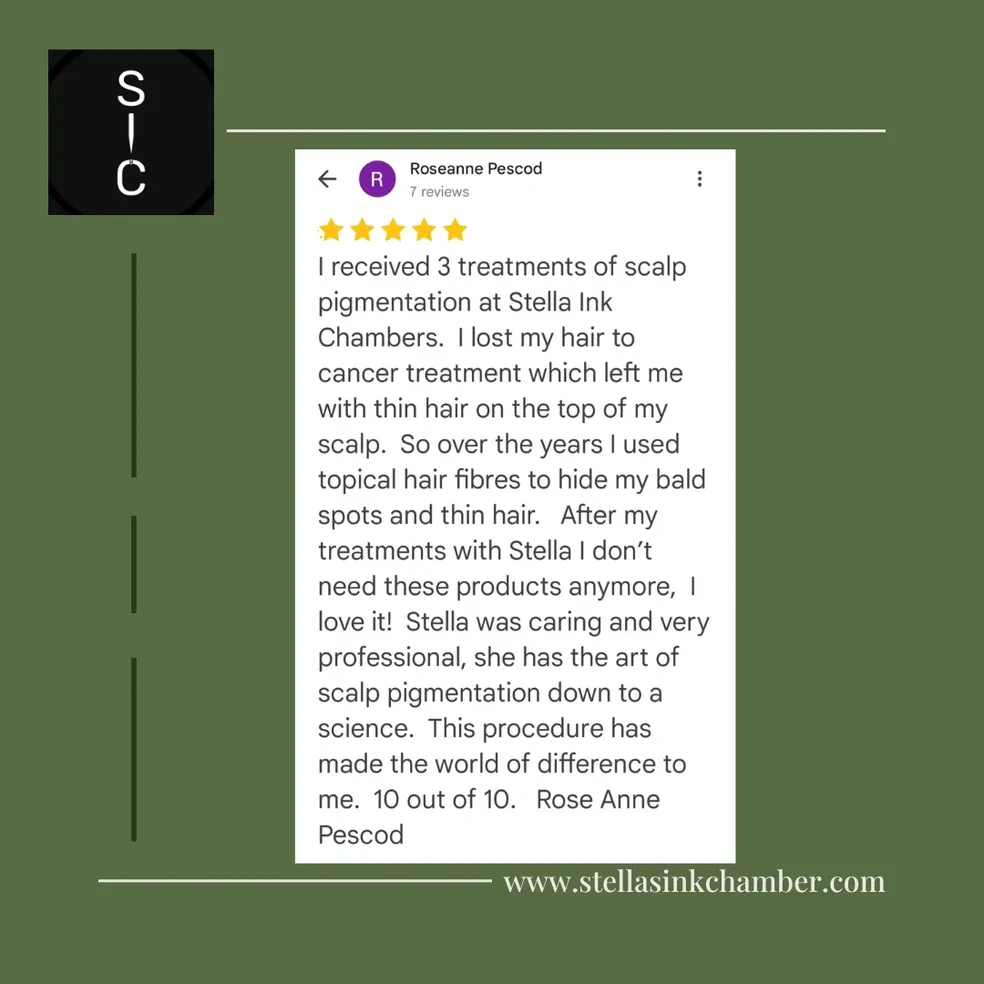 S
I
C
R
Roseanne Pescod
7 reviews
I received 3 treatments of scalp
pigmentation at Stella Ink
Chambers.  I lost my hair to
cancer treatment which left me
with thin hair on the top of my
scalp.  So over the years I used
topical hair fibres to hide my bald
spots and thin hair.   After my
treatments with Stella I don’t
need these products anymore,  I
love it!  Stella was caring and very
professional, she has the art of
scalp pigmentation down to a
science.  This procedure has
made the world of difference to
me.  10 out of 10.   Rose Anne
Pescod
www.stellasinkchamber.com